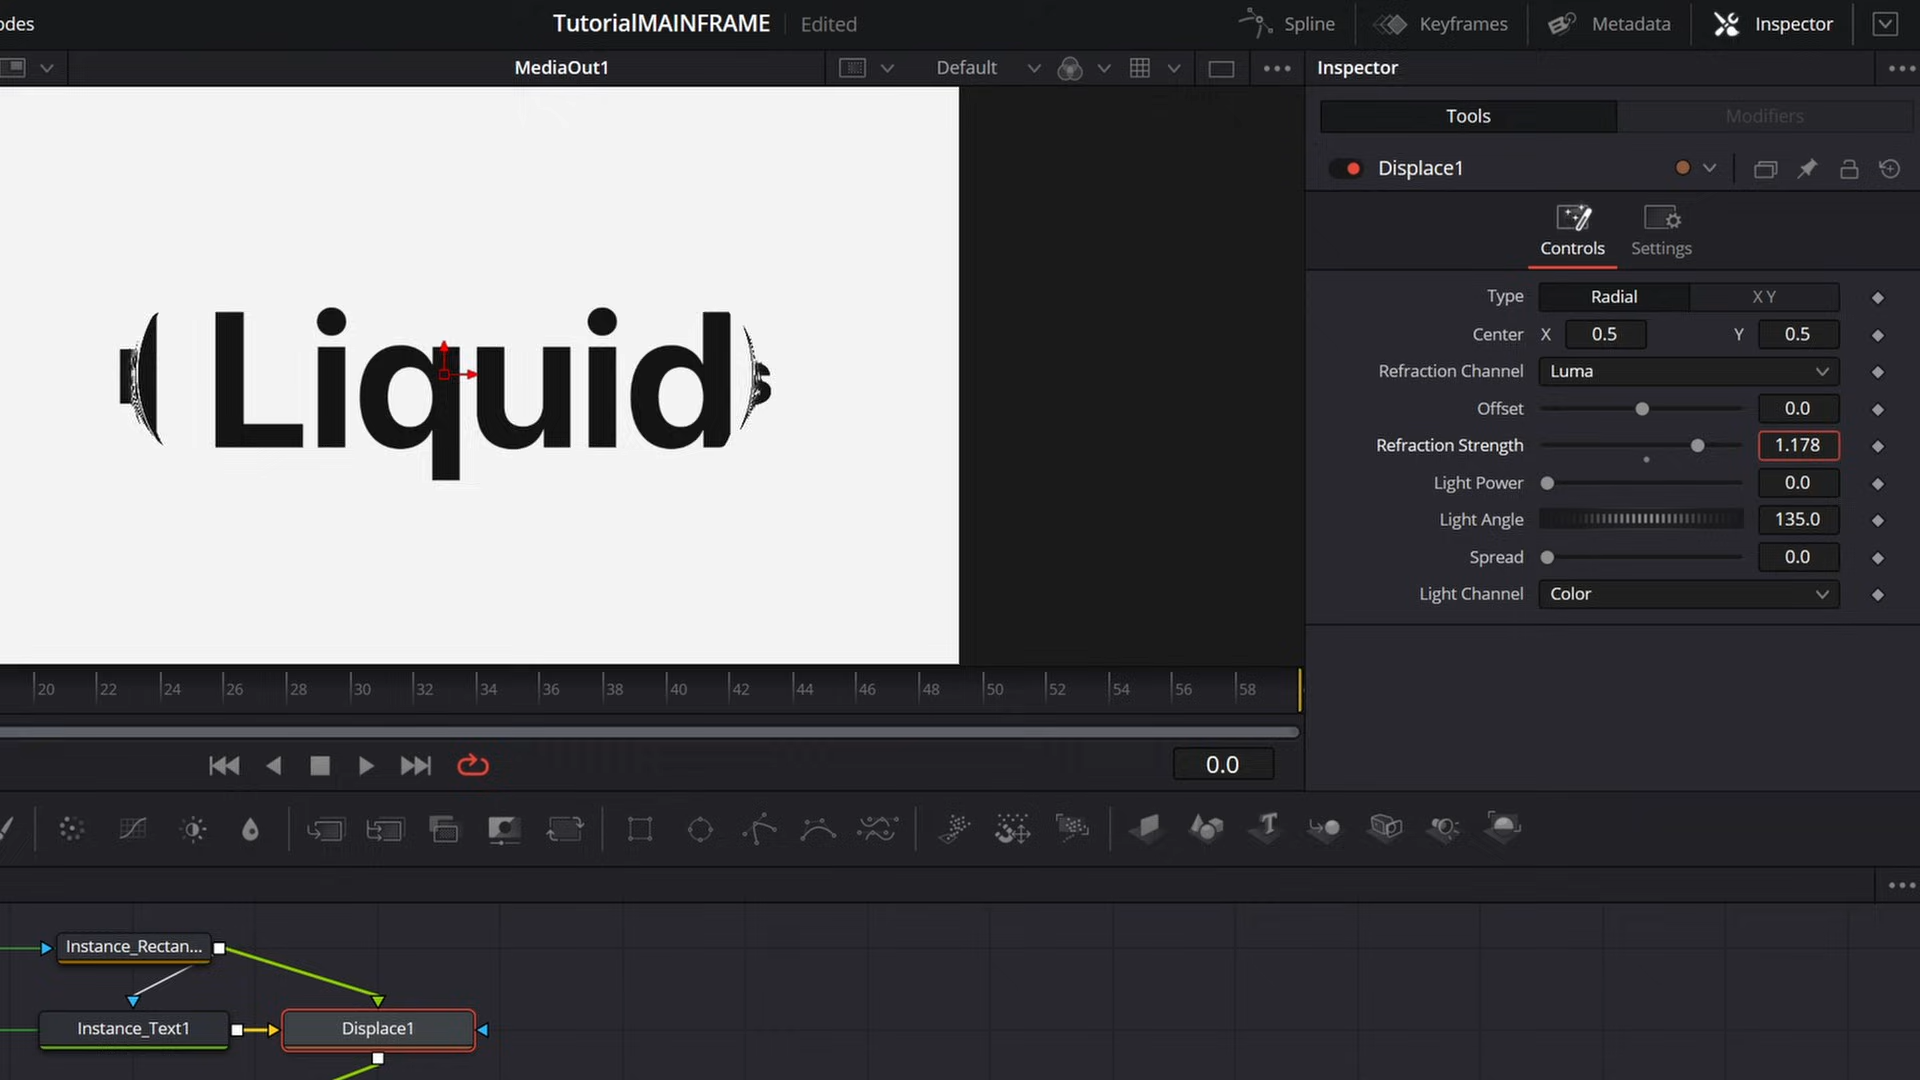 odes
TutorialMAINFRAME Edited
Spline Keyframes Metadata Inspector
MediaOut1 Default
Inspector
Tools Modifiers
Displace1
Controls Settings
Type Radial X Y
Center X 0.5 Y 0.5
Refraction Channel Luma
Offset 0.0
Refraction Strength 1.178
Light Power 0.0
Light Angle 135.0
Spread 0.0
Light Channel Color
Liquid
20 22 24 26 28 30 32 34 36 38 40 42 44 46 48 50 52 54 56 58
0.0
Instance_Rectan...
Instance_Text1 Displace1